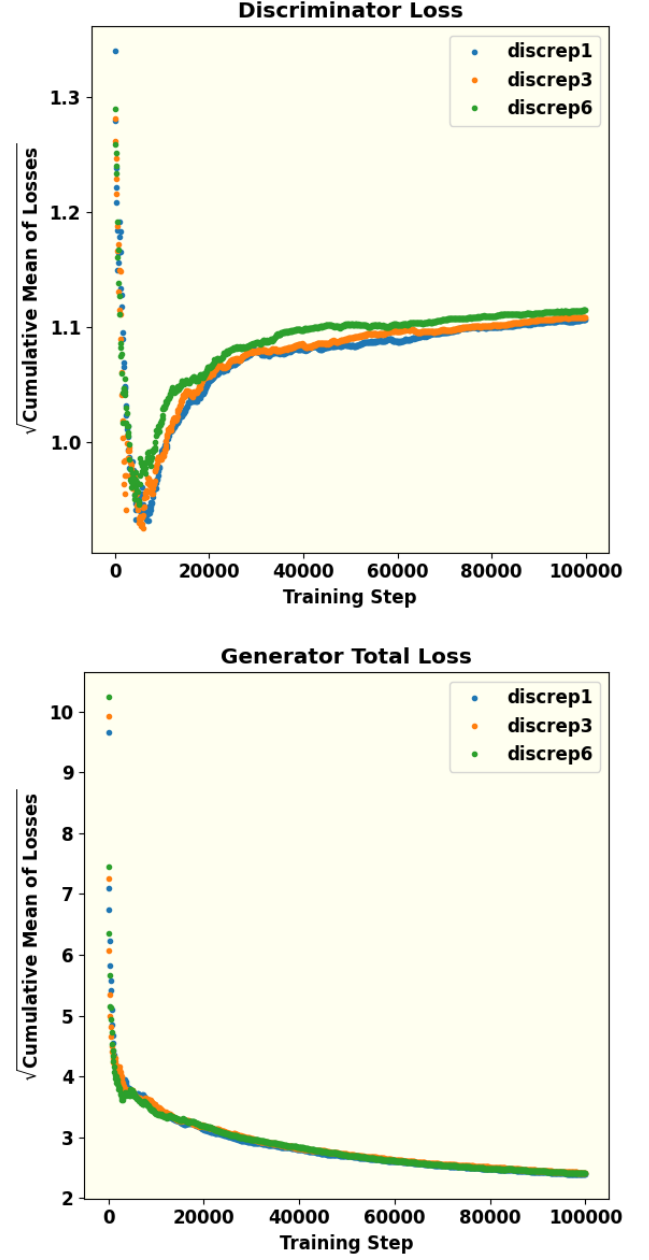 Discriminator Loss
discrep1
discrep3
discrep6
1.3
1.2
1.1
1.0
√Cumulative Mean of Losses
0 20000 40000 60000 80000 100000
Training Step
Generator Total Loss
discrep1
discrep3
discrep6
10
9
8
7
6
5
4
3
2
√Cumulative Mean of Losses
0 20000 40000 60000 80000 100000
Training Step